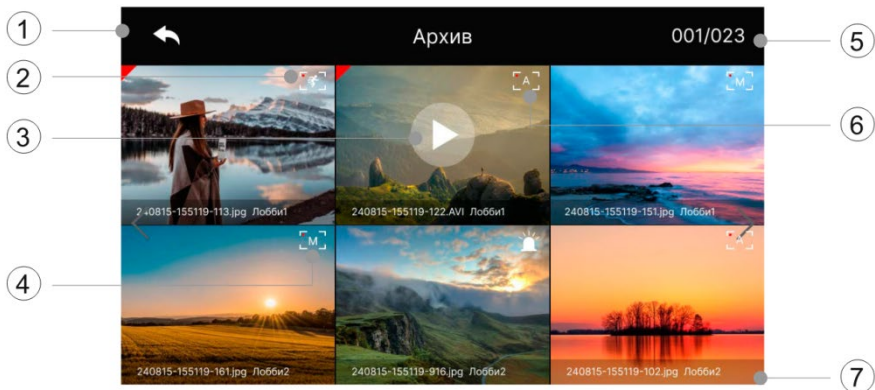 1
Архив
001/023
5
2
A
M
3
6
240815-155119-113.jpg Лобби1
240815-155119-122.AVI Лобби1
240815-155119-151.jpg Лобби1
M
A
4
240815-155119-161.jpg Лобби2
240815-155119-916.jpg Лобби2
240815-155119-102.jpg Лобби2
7